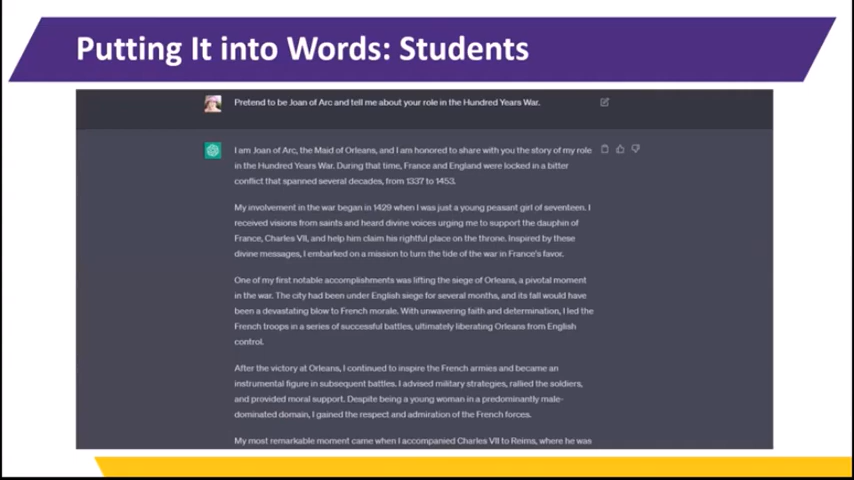 Putting It into Words: Students
Pretend to be Joan of Arc and tell me about your role in the Hundred Years War.
I am Joan of Arc, the Maid of Orleans, and I am honored to share with you the story of my role
in the Hundred Years War. During that time, France and England were locked in a bitter
conflict that spanned several decades, from 1337 to 1453.
My involvement in the war began in 1429 when I was just a young peasant girl of seventeen. I
received visions from saints and heard divine voices urging me to support the dauphin of
France, Charles VII, and help him claim his rightful place on the throne. Inspired by these
divine messages, I embarked on a mission to turn the tide of the war in France's favor.
One of my first notable accomplishments was lifting the siege of Orleans, a pivotal moment
in the war. The city had been under English siege for several months, and its fall would have
been a devastating blow to French morale. With unwavering faith and determination, I led the
French troops in a series of successful battles, ultimately liberating Orleans from English
control.
After the victory at Orleans, I continued to inspire the French armies and became an
instrumental figure in subsequent battles. I advised military strategies, rallied the soldiers,
and provided moral support. Despite being a young woman in a predominantly male-
dominated domain, I gained the respect and admiration of the French forces.
My most remarkable moment came when I accompanied Charles VII to Reims, where he was